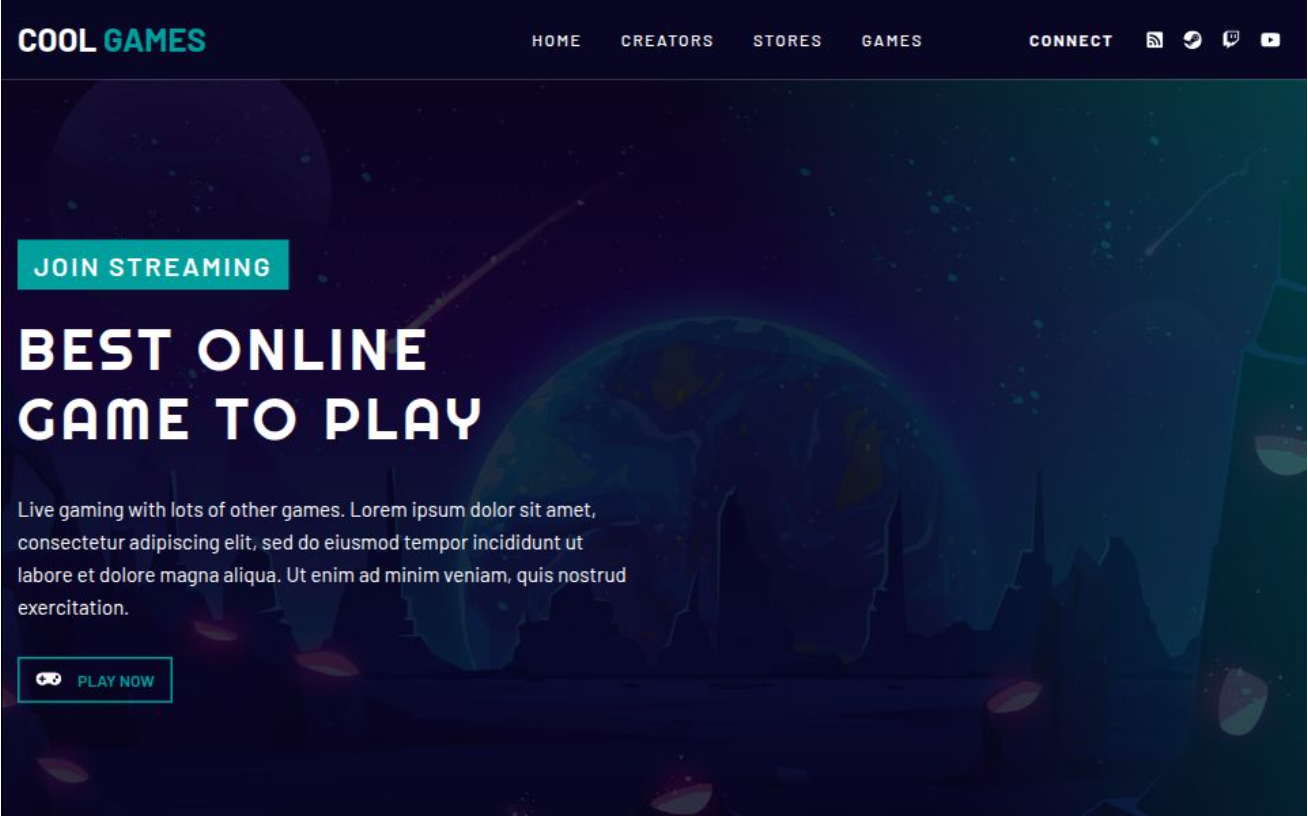 COOL GAMES
HOME CREATORS STORES GAMES CONNECT
JOIN STREAMING
BEST ONLINE
GAME TO PLAY
Live gaming with lots of other games. Lorem ipsum dolor sit amet,
consectetur adipiscing elit, sed do eiusmod tempor incididunt ut
labore et dolore magna aliqua. Ut enim ad minim veniam, quis nostrud
exercitation.
PLAY NOW